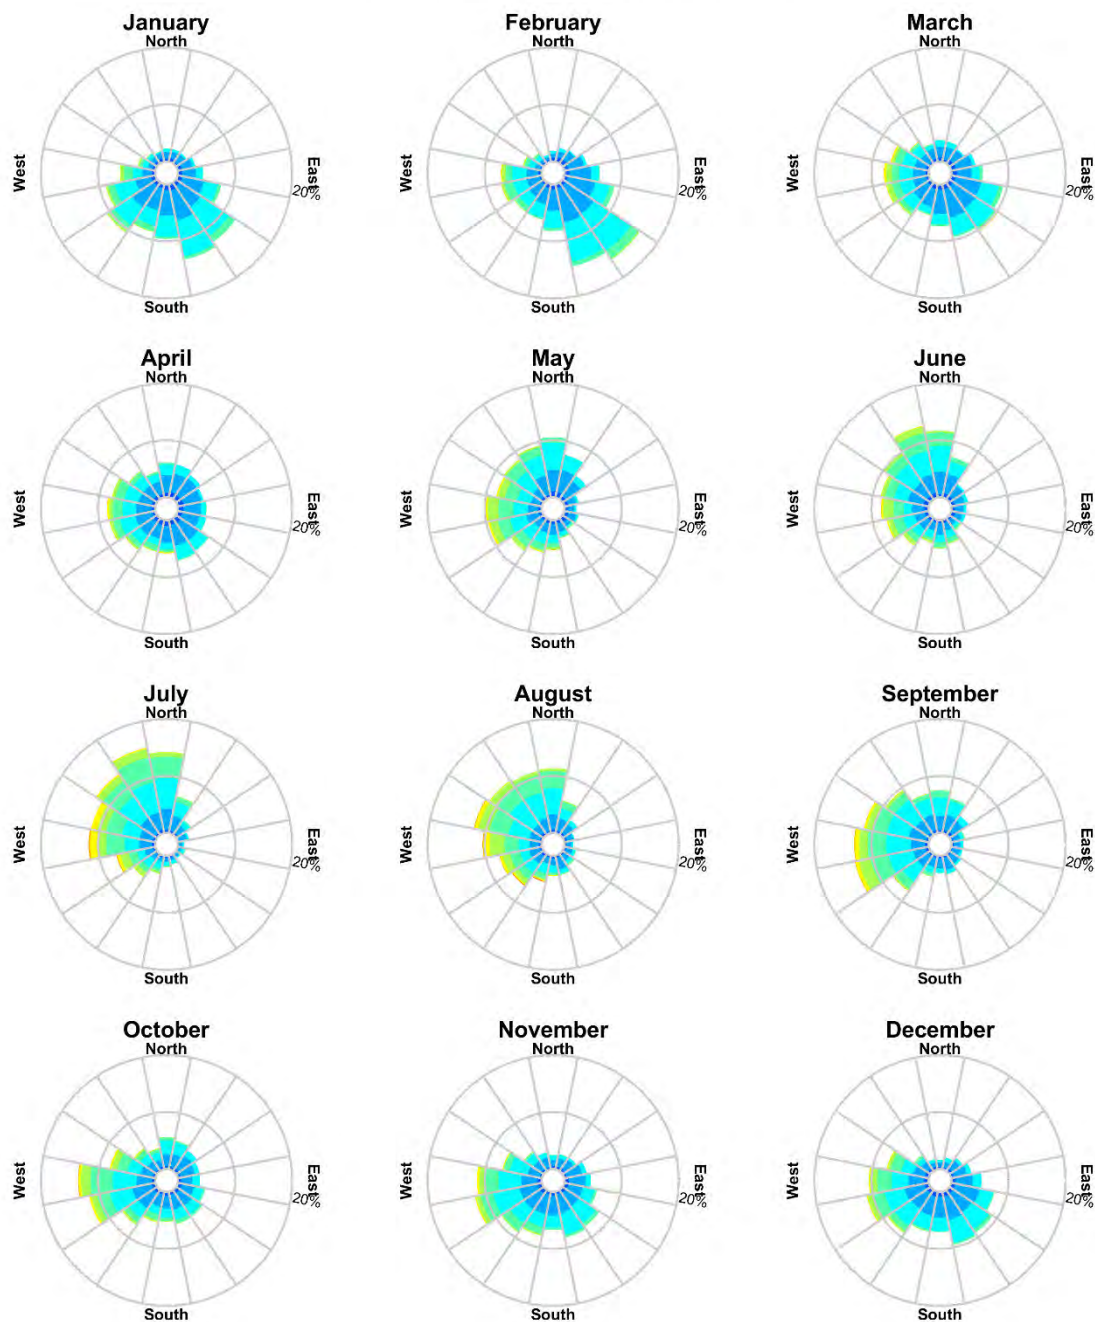 January February March
North North North
West East 20% West East 20% West East 20%
South South South
April May June
North North North
West East 20% West East 20% West East 20%
South South South
July August September
North North North
West East 20% West East 20% West East 20%
South South South
October November December
North North North
West East 20% West East 20% West East 20%
South South South